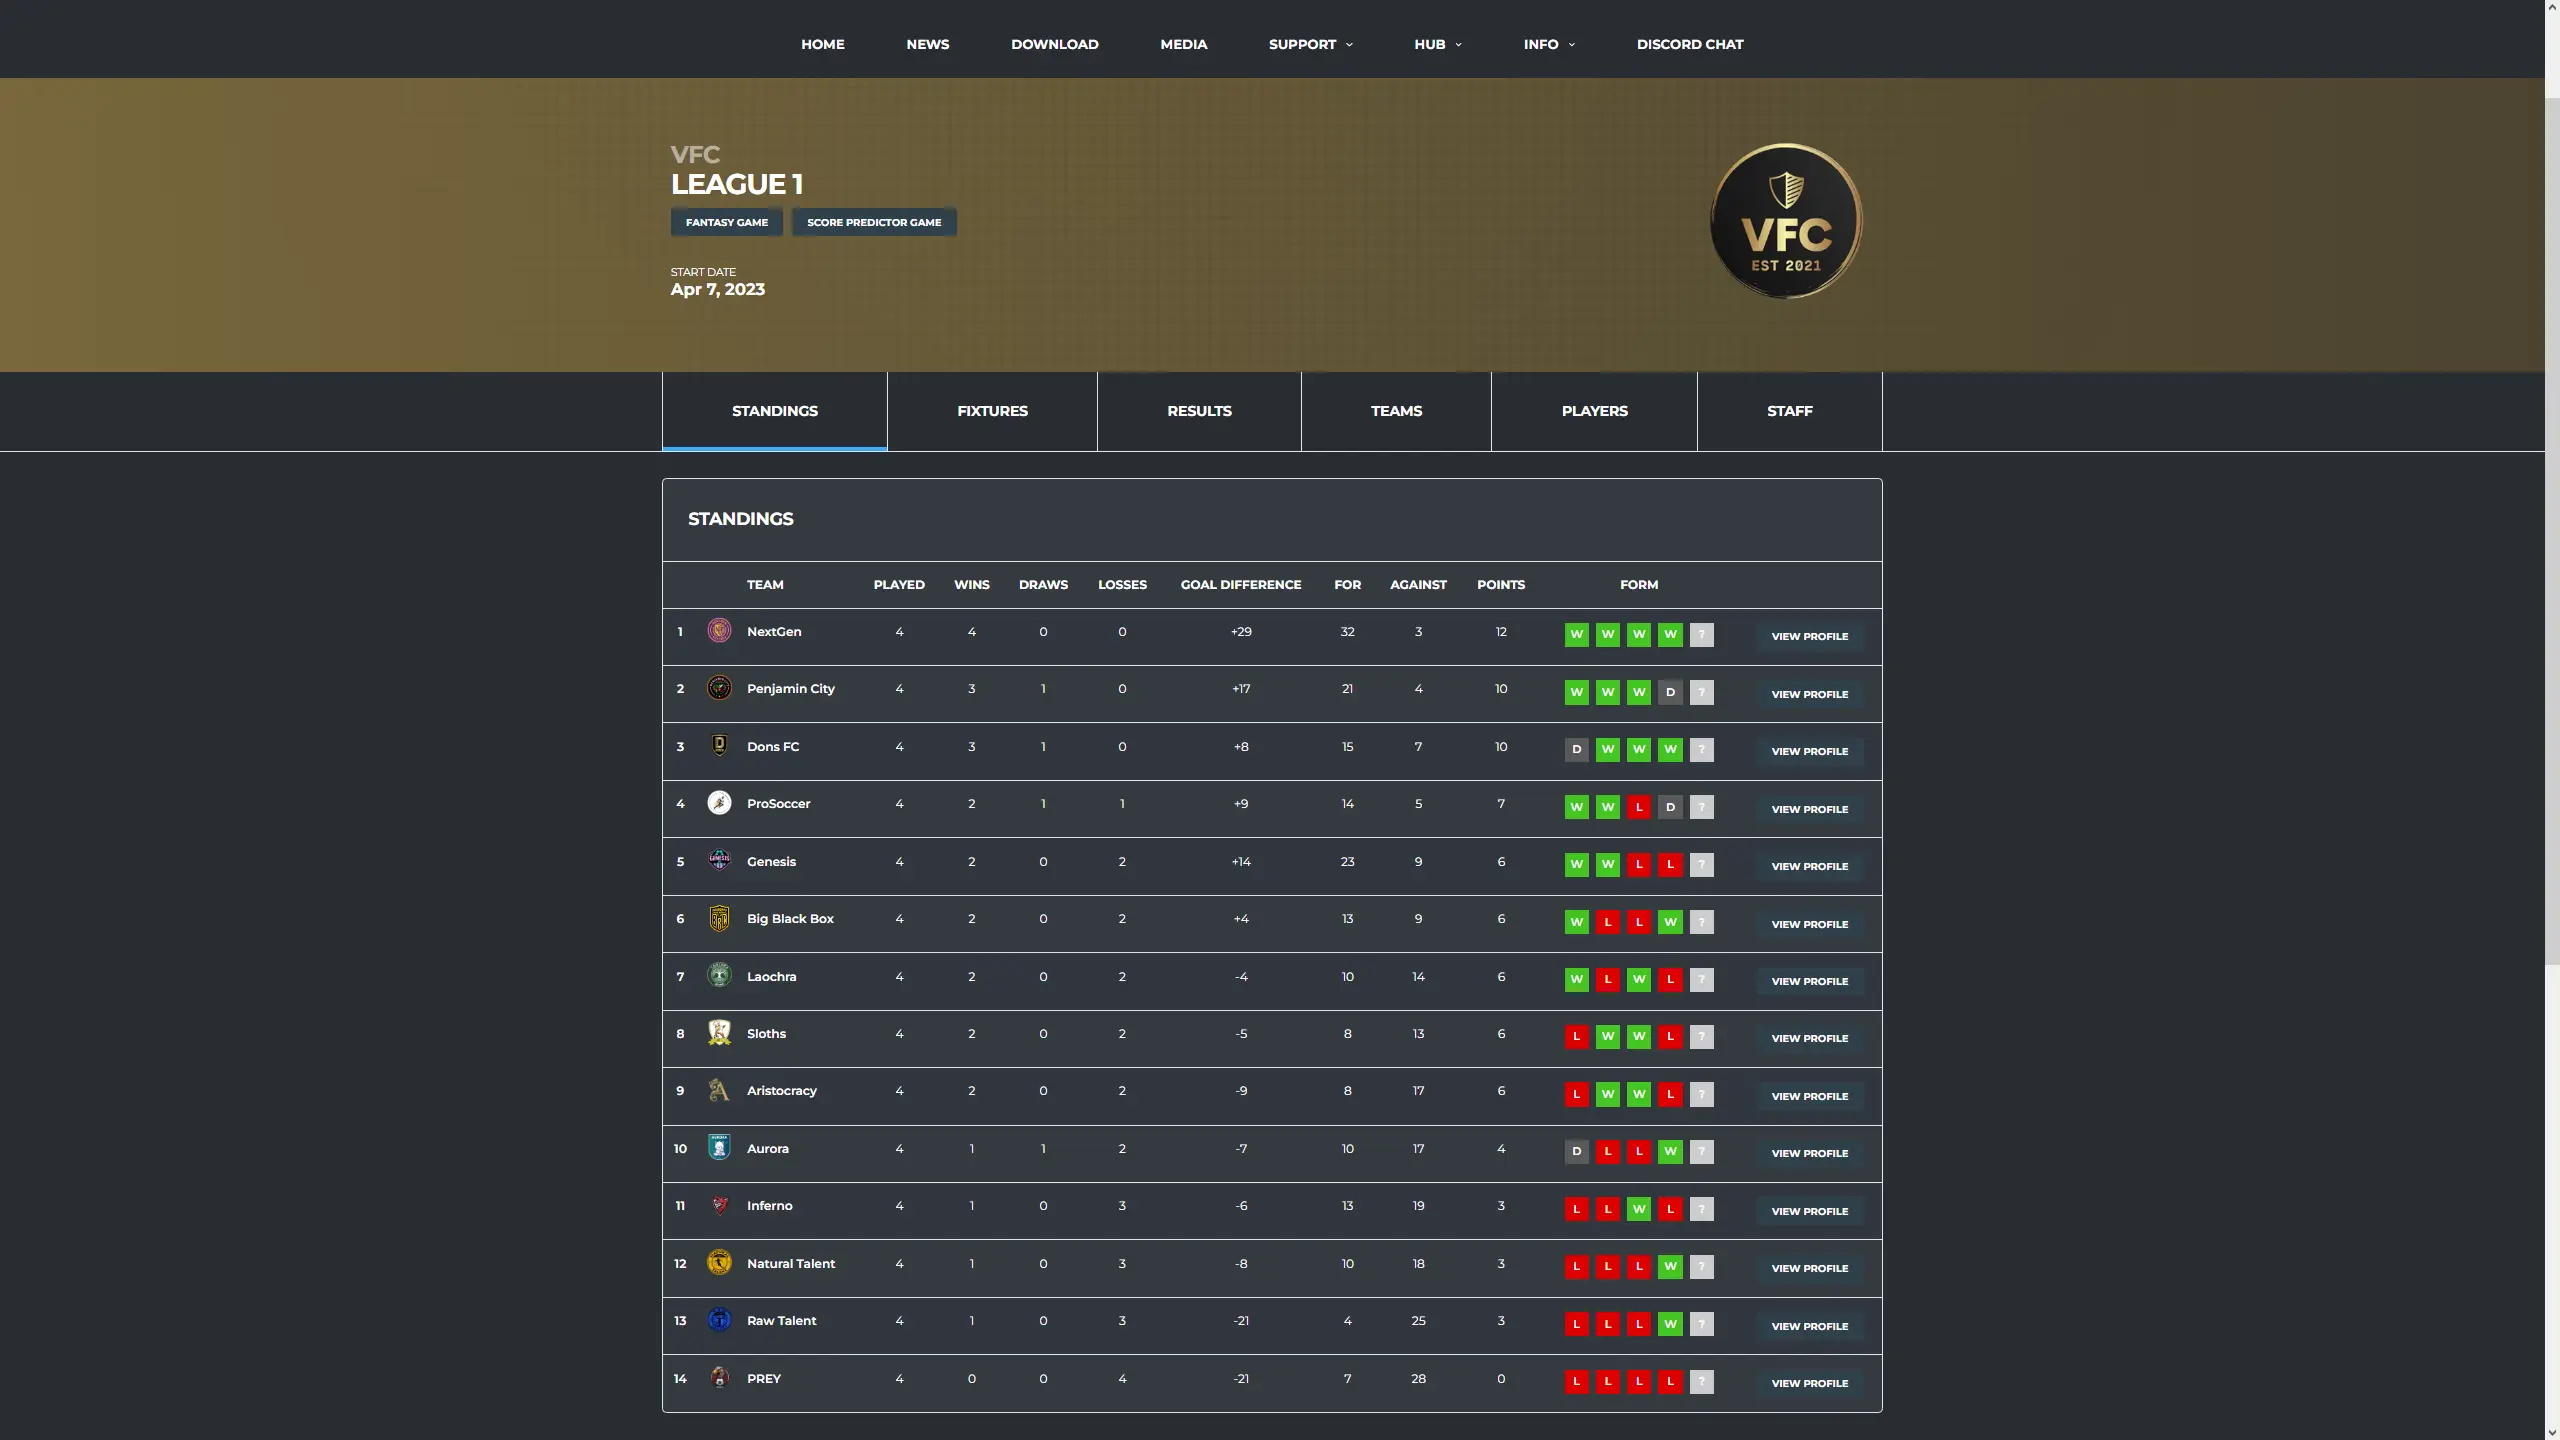 HOME NEWS DOWNLOAD MEDIA SUPPORT HUB INFO DISCORD CHAT
VFC
LEAGUE 1
FANTASY GAME SCORE PREDICTOR GAME
START DATE
Apr 7, 2023
VFC
EST 2021
STANDINGS FIXTURES RESULTS TEAMS PLAYERS STAFF
STANDINGS
TEAM PLAYED WINS DRAWS LOSSES GOAL DIFFERENCE FOR AGAINST POINTS FORM
1 NextGen 4 4 0 0 +29 32 3 12 W W W W ? VIEW PROFILE
2 Penjamin City 4 3 1 0 +17 21 4 10 W W W D ? VIEW PROFILE
3 Dons FC 4 3 1 0 +8 15 7 10 D W W W ? VIEW PROFILE
4 ProSoccer 4 2 1 1 +9 14 5 7 W W L D ? VIEW PROFILE
5 Genesis 4 2 0 2 +14 23 9 6 W W L L ? VIEW PROFILE
6 Big Black Box 4 2 0 2 +4 13 9 6 W L L W ? VIEW PROFILE
7 Laochra 4 2 0 2 -4 10 14 6 W L W L ? VIEW PROFILE
8 Sloths 4 2 0 2 -5 8 13 6 L W W L ? VIEW PROFILE
9 Aristocracy 4 2 0 2 -9 8 17 6 L W W L ? VIEW PROFILE
10 Aurora 4 1 1 2 -7 10 17 4 D L L W ? VIEW PROFILE
11 Inferno 4 1 0 3 -6 13 19 3 L L W L ? VIEW PROFILE
12 Natural Talent 4 1 0 3 -8 10 18 3 L L L W ? VIEW PROFILE
13 Raw Talent 4 1 0 3 -21 4 25 3 L L L W ? VIEW PROFILE
14 PREY 4 0 0 4 -21 7 28 0 L L L L ? VIEW PROFILE